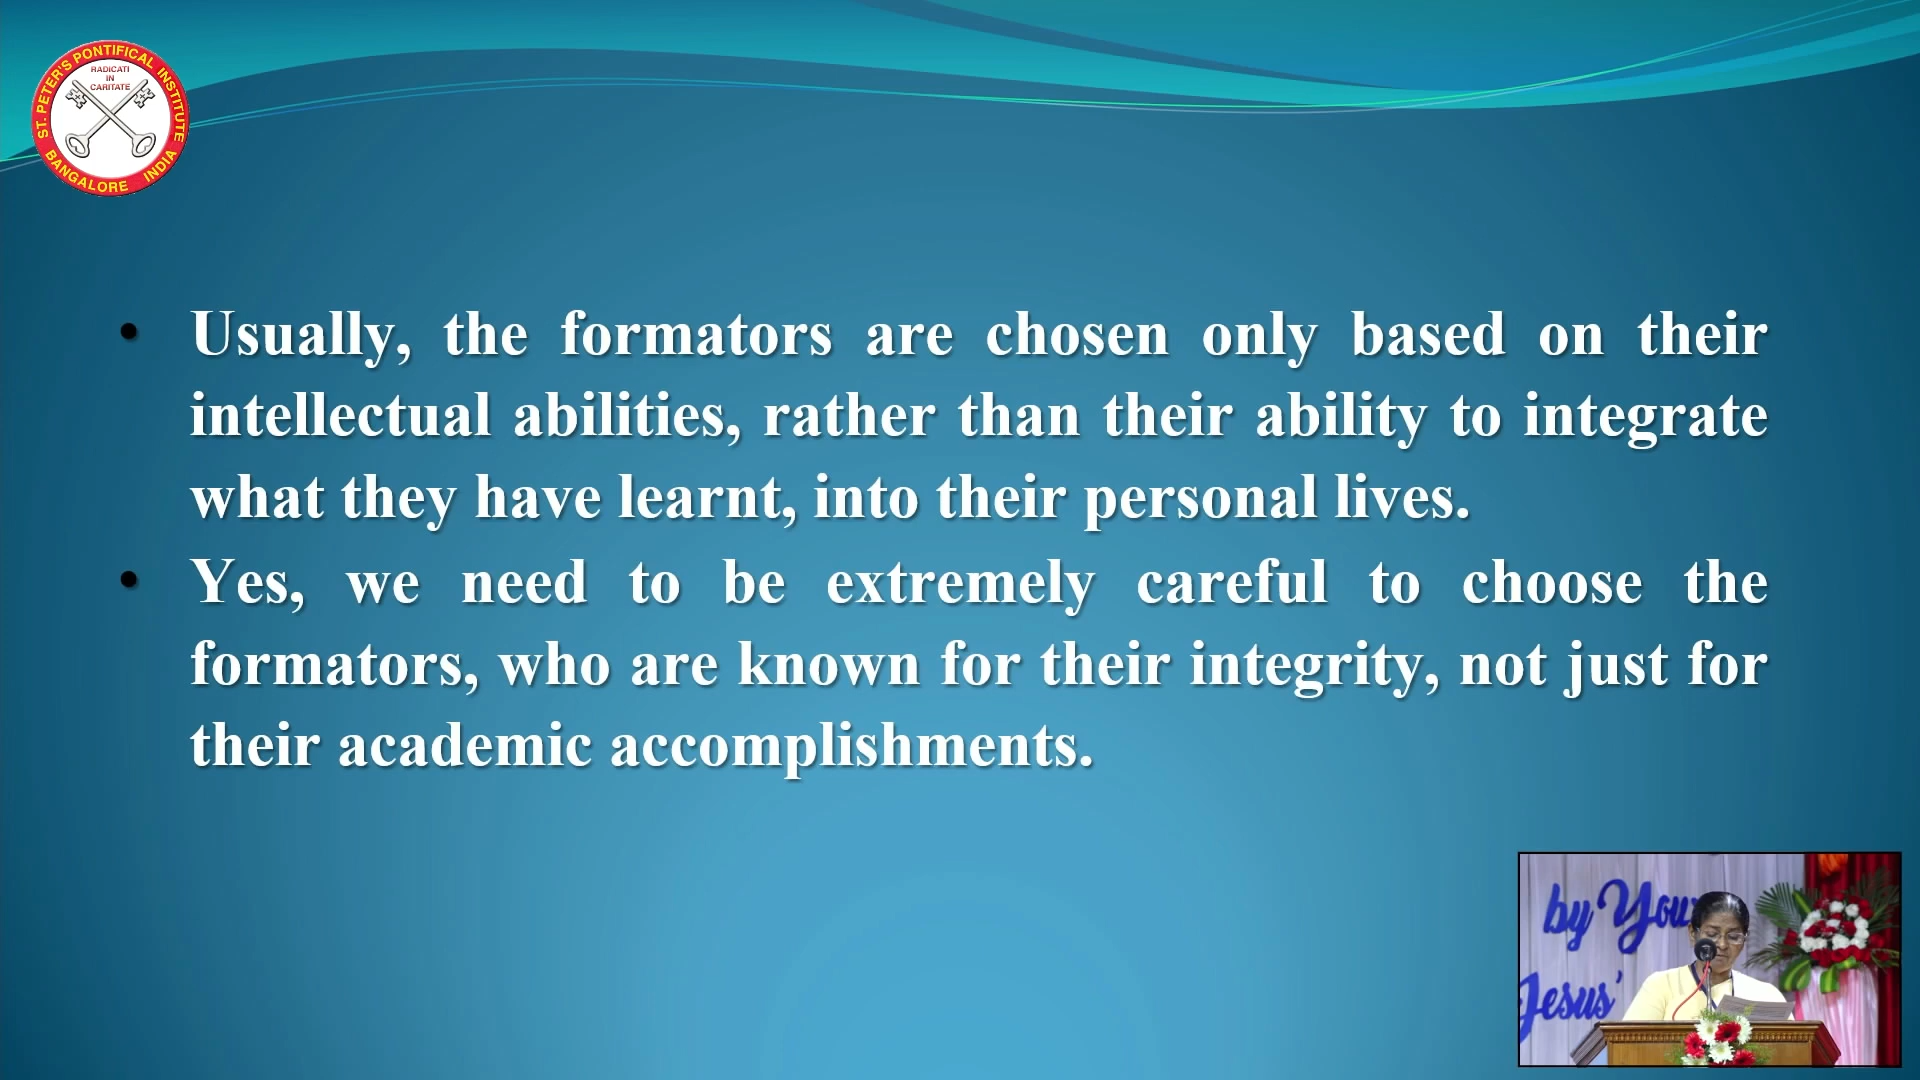 ST. PETER'S PONTIFICAL INSTITUTE
RADICATI
IN
CARITATE
BANGALORE INDIA
• Usually, the formators are chosen only based on their
intellectual abilities, rather than their ability to integrate
what they have learnt, into their personal lives.
• Yes, we need to be extremely careful to choose the
formators, who are known for their integrity, not just for
their academic accomplishments.
by You
Jesus'